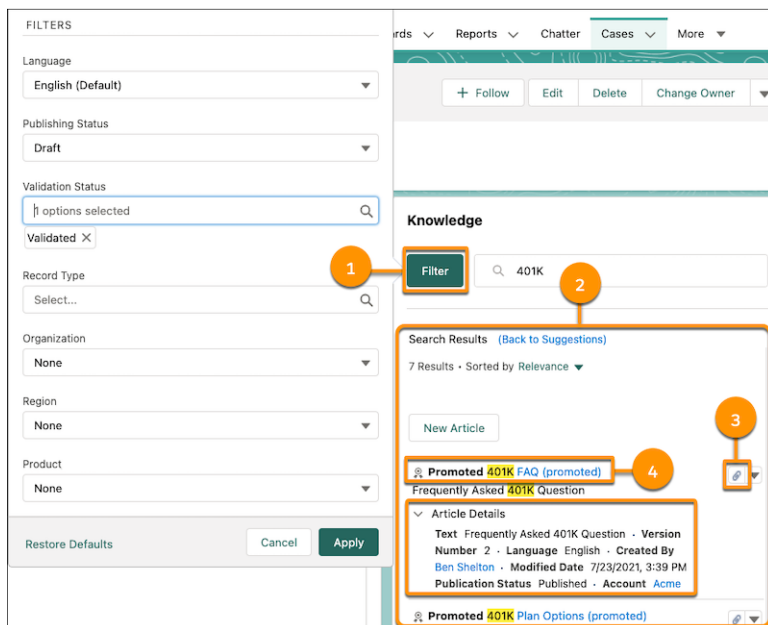 FILTERS
Language
English (Default)
Publishing Status
Draft
Validation Status
1 options selected
Validated
Record Type
Select...
Organization
None
Region
None
Product
None
Restore Defaults
Cancel
Apply
rds
Reports
Chatter
Cases
More
+ Follow
Edit
Delete
Change Owner
Knowledge
1
Filter
401K
2
Search Results (Back to Suggestions)
7 Results • Sorted by Relevance
New Article
3
Promoted 401K FAQ (promoted)
4
Frequently Asked 401K Question
Article Details
Text Frequently Asked 401K Question · Version
Number 2 · Language English · Created By
Ben Shelton · Modified Date 7/23/2021, 3:39 PM
Publication Status Published · Account Acme
Promoted 401K Plan Options (promoted)